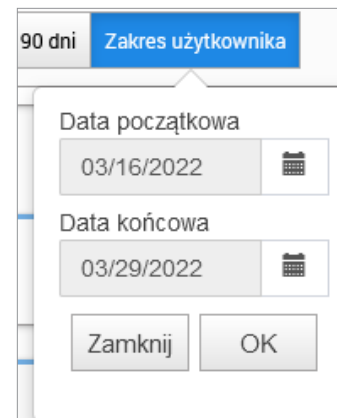 90 dni Zakres użytkownika
Data początkowa
03/16/2022
Data końcowa
03/29/2022
Zamknij OK